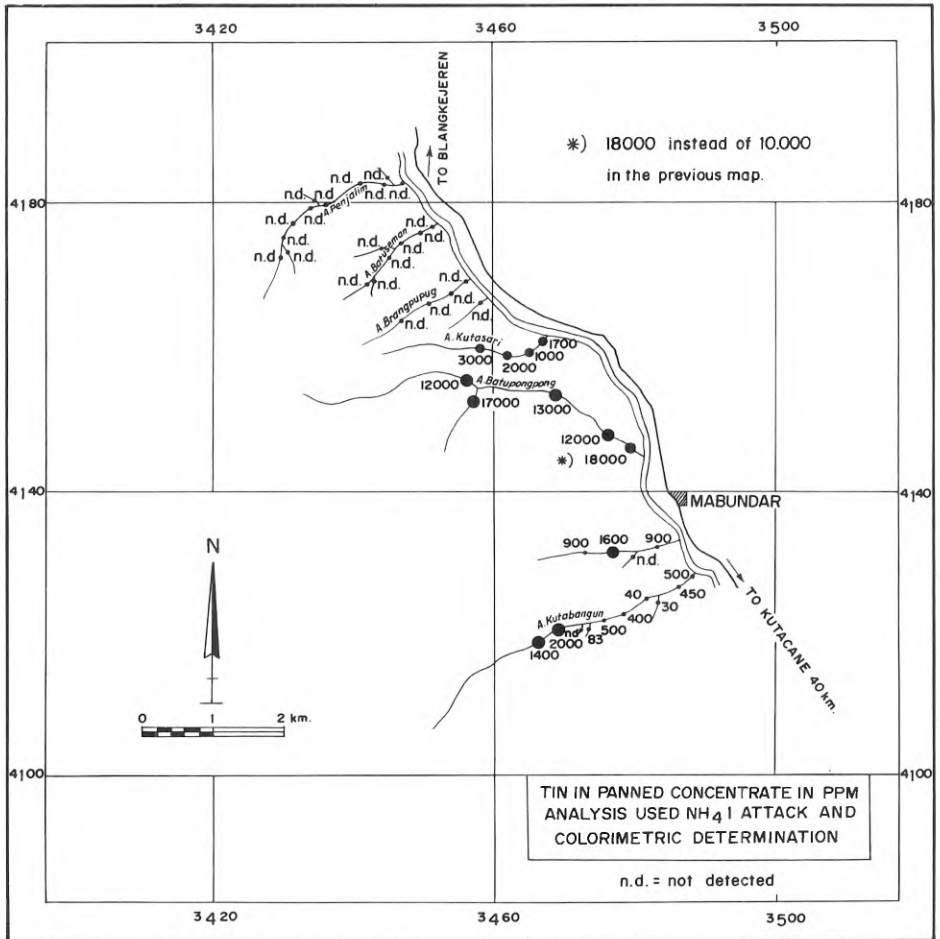 3420 3460 3500
TO BLANGKEJEREN
*) 18000 instead of 10.000
in the previous map.
4180 4180
n.d. n.d.
n.d. n.d. n.d. n.d.
A.Penjalim
n.d. n.d.
n.d.
n.d. n.d.
n.d.
n.d. n.d.
A.Batuseman
n.d.
n.d. n.d.
n.d.
A.Brangpupug
n.d. n.d.
n.d.
A.Kutasari
3000 2000 1000 1700
12000 A.Batupongpong
17000 13000
12000
*) 18000
4140 4140
MABUNDAR
900 1600 900
n.d.
500
40 450
30
A.Kutabangun
400
nd 500
2000 83
1400
TO KUTACANE 40 km.
N
0 1 2 km.
4100 4100
TIN IN PANNED CONCENTRATE IN PPM
ANALYSIS USED NH4I ATTACK AND
COLORIMETRIC DETERMINATION
n.d. = not detected
3420 3460 3500